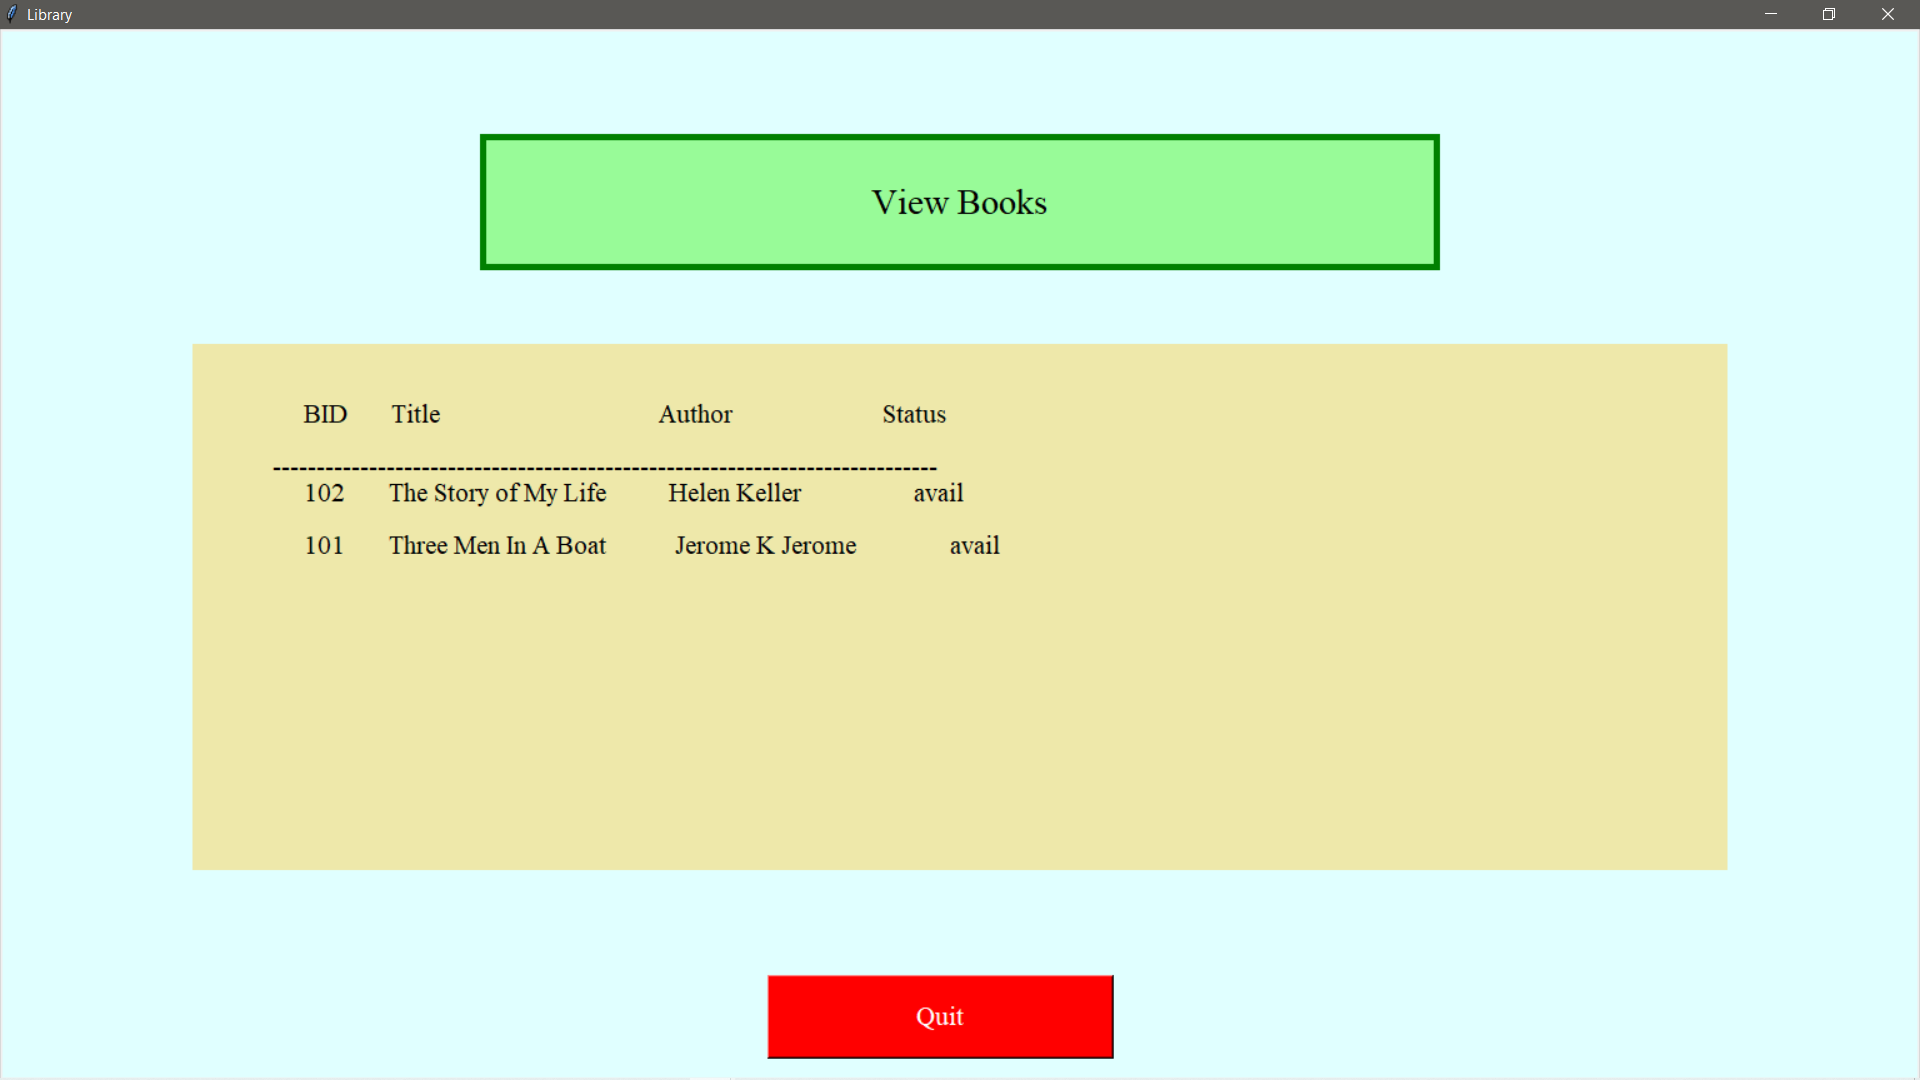 Library
View Books
BID Title Author Status
----------------------------------------------------------------------------
102 The Story of My Life Helen Keller avail
101 Three Men In A Boat Jerome K Jerome avail
Quit